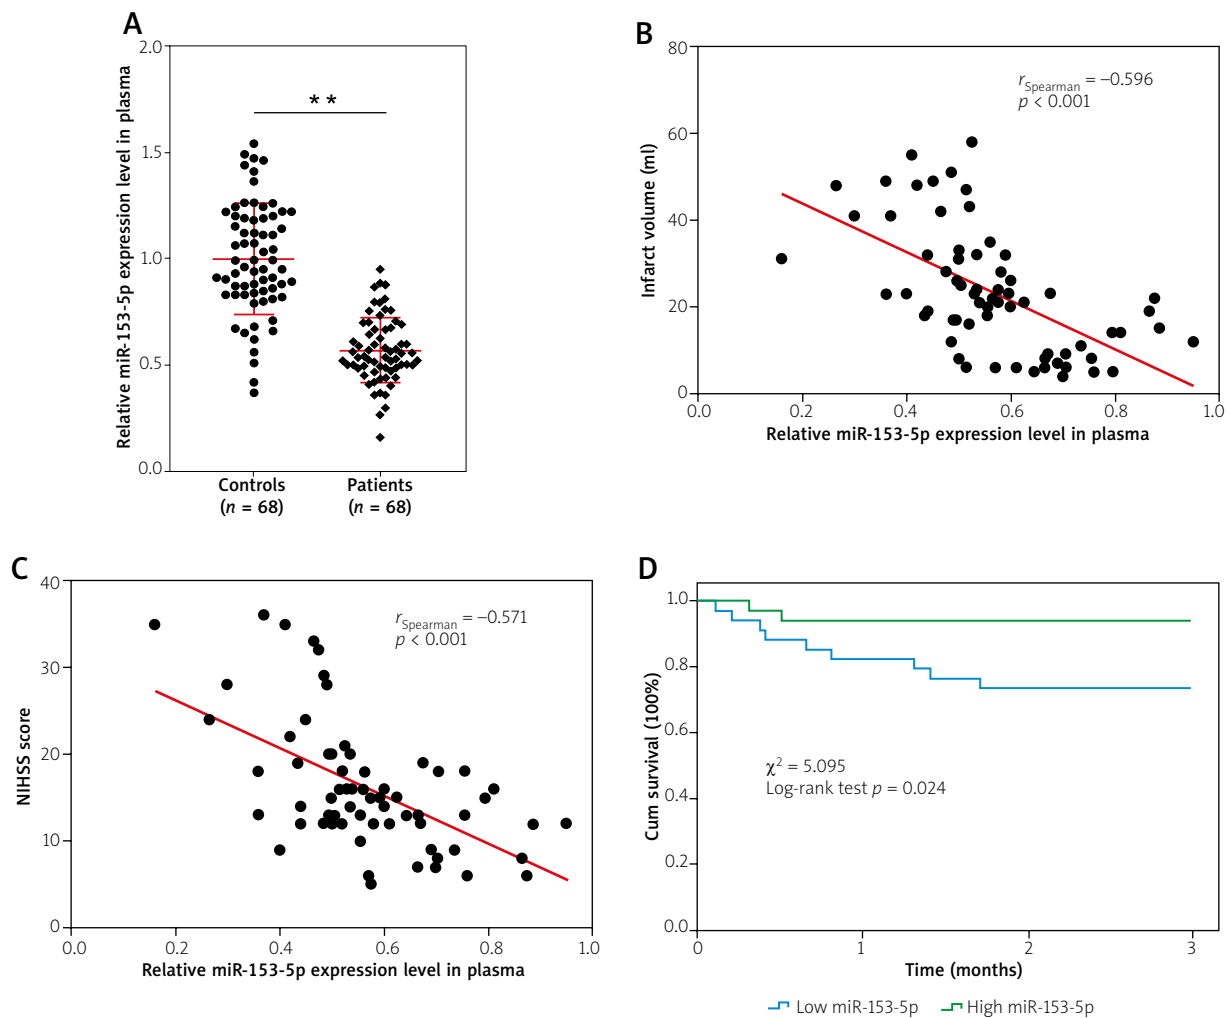 A
Relative miR-153-5p expression level in plasma
2.0
1.5
1.0
0.5
0.0
**
Controls
(n = 68)
Patients
(n = 68)
B
Infarct volume (ml)
80
60
40
20
0
rSpearman = –0.596
p < 0.001
0.0 0.2 0.4 0.6 0.8 1.0
Relative miR-153-5p expression level in plasma
C
NIHSS score
40
30
20
10
0
rSpearman = –0.571
p < 0.001
0.0 0.2 0.4 0.6 0.8 1.0
Relative miR-153-5p expression level in plasma
D
Cum survival (100%)
1.0
0.8
0.6
0.4
0.2
0.0
χ² = 5.095
Log-rank test p = 0.024
0 1 2 3
Time (months)
Low miR-153-5p High miR-153-5p